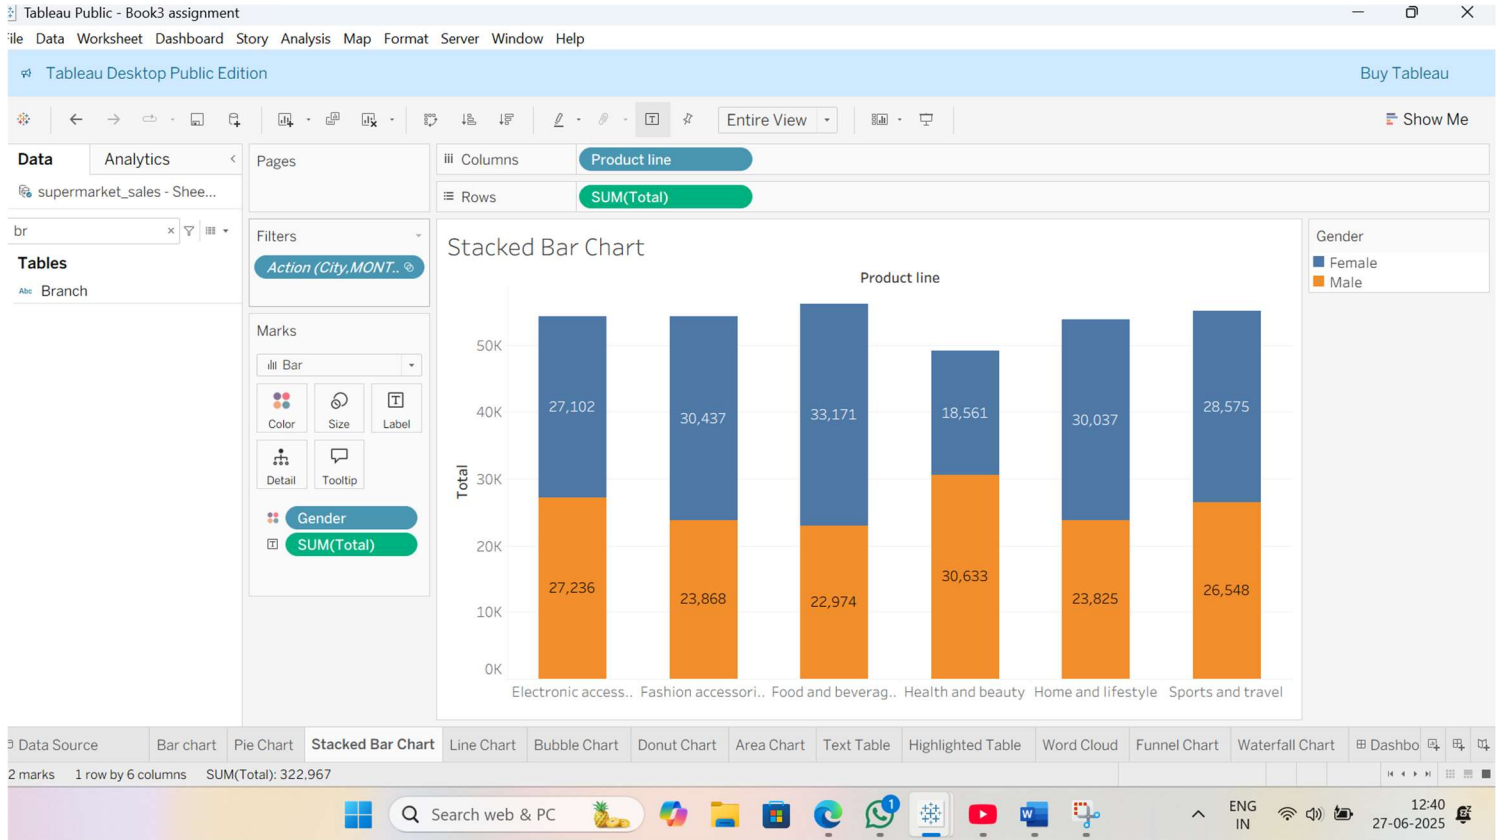 Tableau Public - Book3 assignment
File Data Worksheet Dashboard Story Analysis Map Format Server Window Help
Tableau Desktop Public Edition
Buy Tableau
Entire View
Show Me
Data Analytics
Pages
Columns
Product line
supermarket_sales - Shee...
Rows
SUM(Total)
br
Filters
Action (City,MONT..
Tables
Abc Branch
Marks
Bar
Color Size Label
Detail Tooltip
Gender
SUM(Total)
Stacked Bar Chart
Product line
Total
50K
40K
30K
20K
10K
0K
27,102 30,437 33,171 18,561 30,037 28,575
27,236 23,868 22,974 30,633 23,825 26,548
Electronic access.. Fashion accessori.. Food and beverag.. Health and beauty Home and lifestyle Sports and travel
Gender
Female
Male
Data Source Bar chart Pie Chart Stacked Bar Chart Line Chart Bubble Chart Donut Chart Area Chart Text Table Highlighted Table Word Cloud Funnel Chart Waterfall Chart Dashbo
2 marks 1 row by 6 columns SUM(Total): 322,967
Search web & PC
1
W
ENG
IN
12:40
27-06-2025